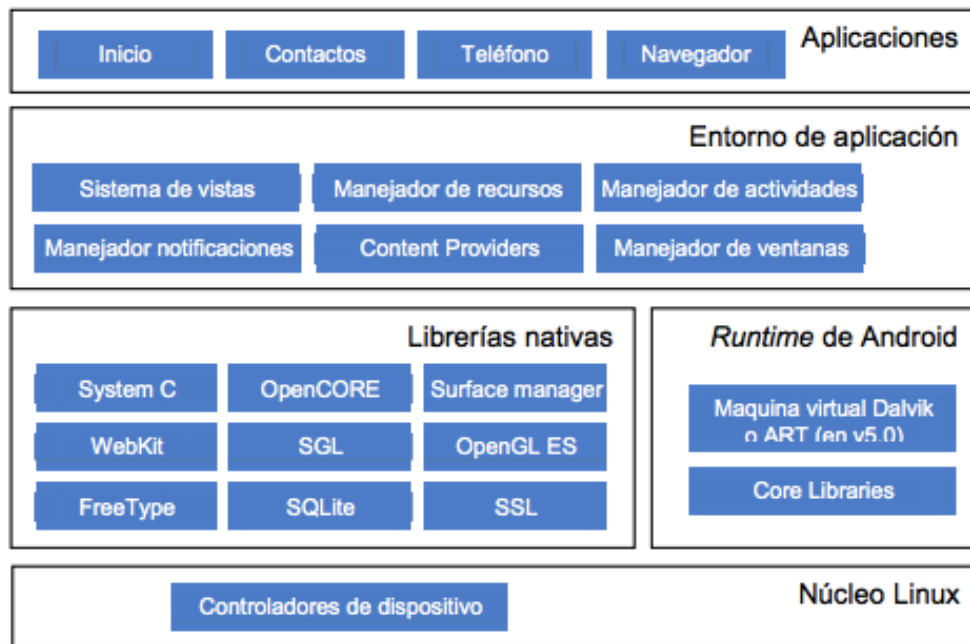 Aplicaciones
Inicio
Contactos
Teléfono
Navegador
Entorno de aplicación
Sistema de vistas
Manejador de recursos
Manejador de actividades
Manejador notificaciones
Content Providers
Manejador de ventanas
Librerías nativas
System C
OpenCORE
Surface manager
WebKit
SGL
OpenGL ES
FreeType
SQLite
SSL
Runtime de Android
Maquina virtual Dalvik
o ART (en v5.0)
Core Libraries
Núcleo Linux
Controladores de dispositivo